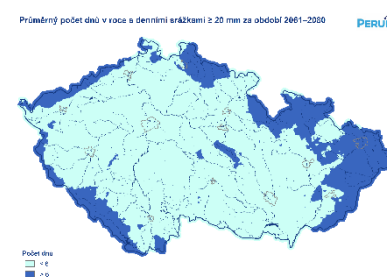 Průměrný počet dnů v roce s denními srážkami ≥ 20 mm za období 2061–2080
PERU
Počet dnů